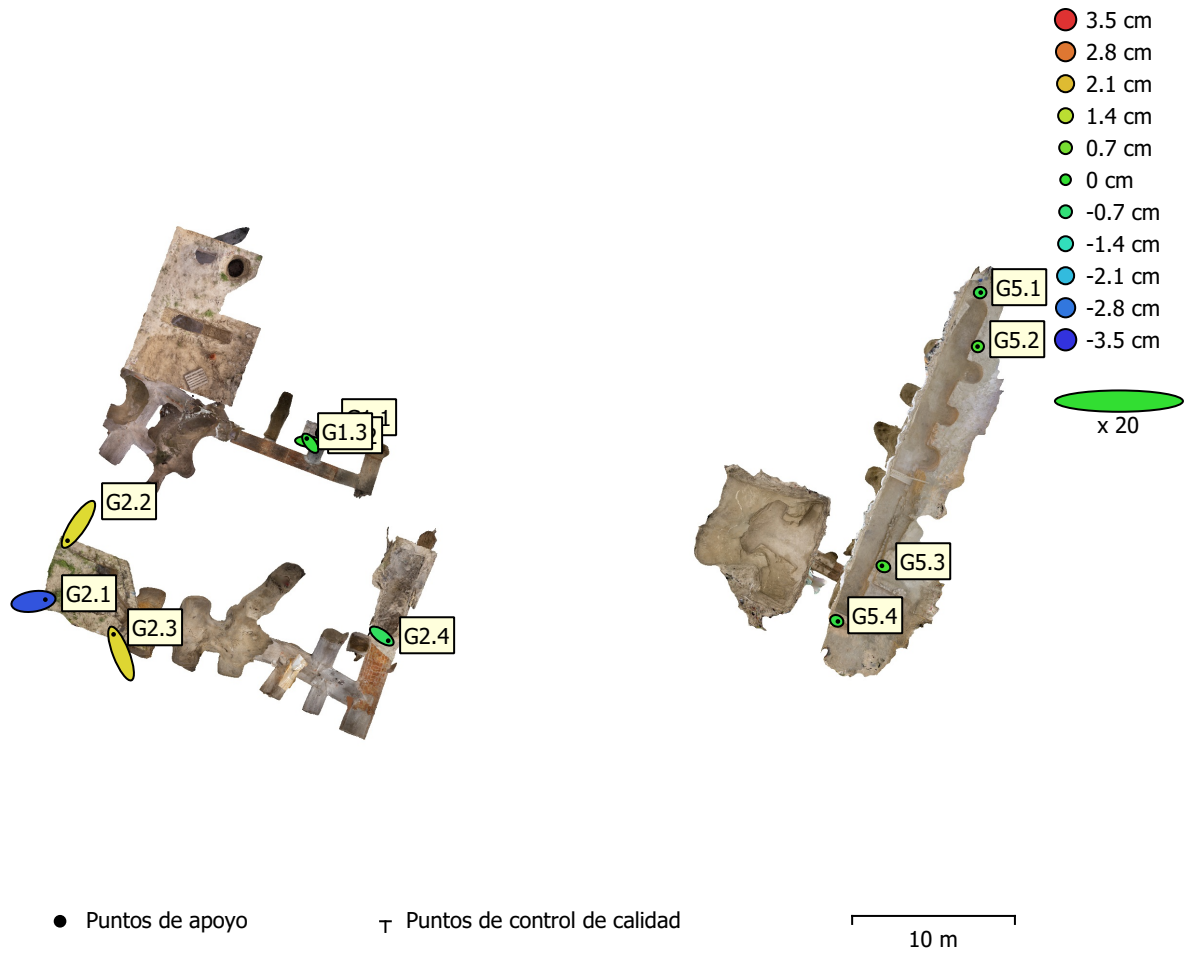 3.5 cm
2.8 cm
2.1 cm
1.4 cm
0.7 cm
0 cm
-0.7 cm
-1.4 cm
-2.1 cm
-2.8 cm
-3.5 cm
x 20
G5.1
G5.2
G1.3
G2.2
G5.3
G2.1
G5.4
G2.3
G2.4
Puntos de apoyo
Puntos de control de calidad
10 m